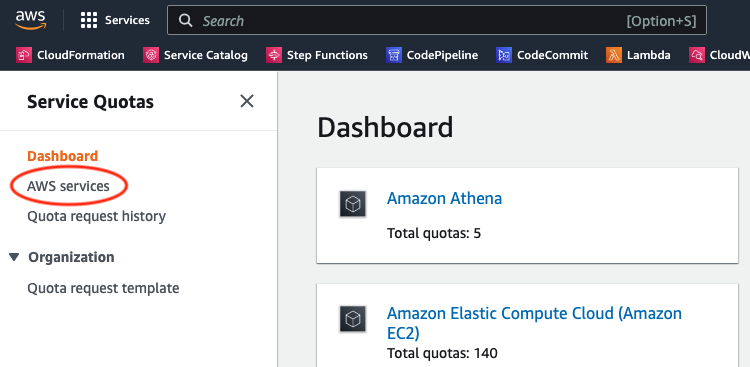 aws
Services
Search
[Option+S]
CloudFormation
Service Catalog
Step Functions
CodePipeline
CodeCommit
Lambda
CloudW
Service Quotas
Dashboard
AWS services
Quota request history
Organization
Quota request template
Dashboard
Amazon Athena
Total quotas: 5
Amazon Elastic Compute Cloud (Amazon
EC2)
Total quotas: 140